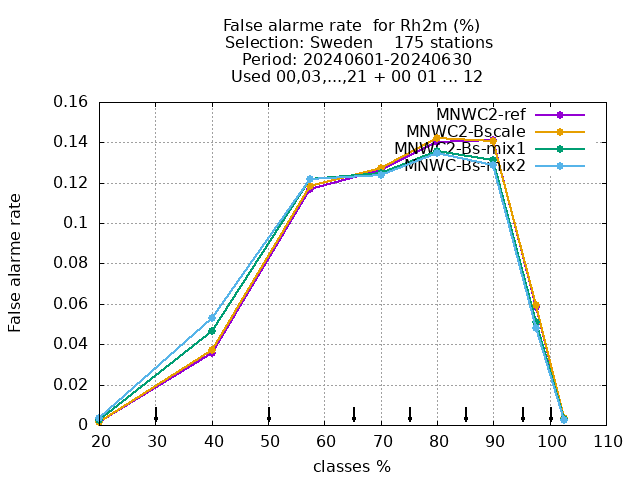 False alarme rate  for Rh2m (%)
Selection: Sweden    175 stations
Period: 20240601-20240630
Used 00,03,...,21 + 00 01 ... 12
MNWC2-ref
MNWC2-Bscale
MNWC2-Bs-mix1
MNWC-Bs-mix2
False alarme rate
0.16
0.14
0.12
0.1
0.08
0.06
0.04
0.02
0
20 30 40 50 60 70 80 90 100 110
classes %